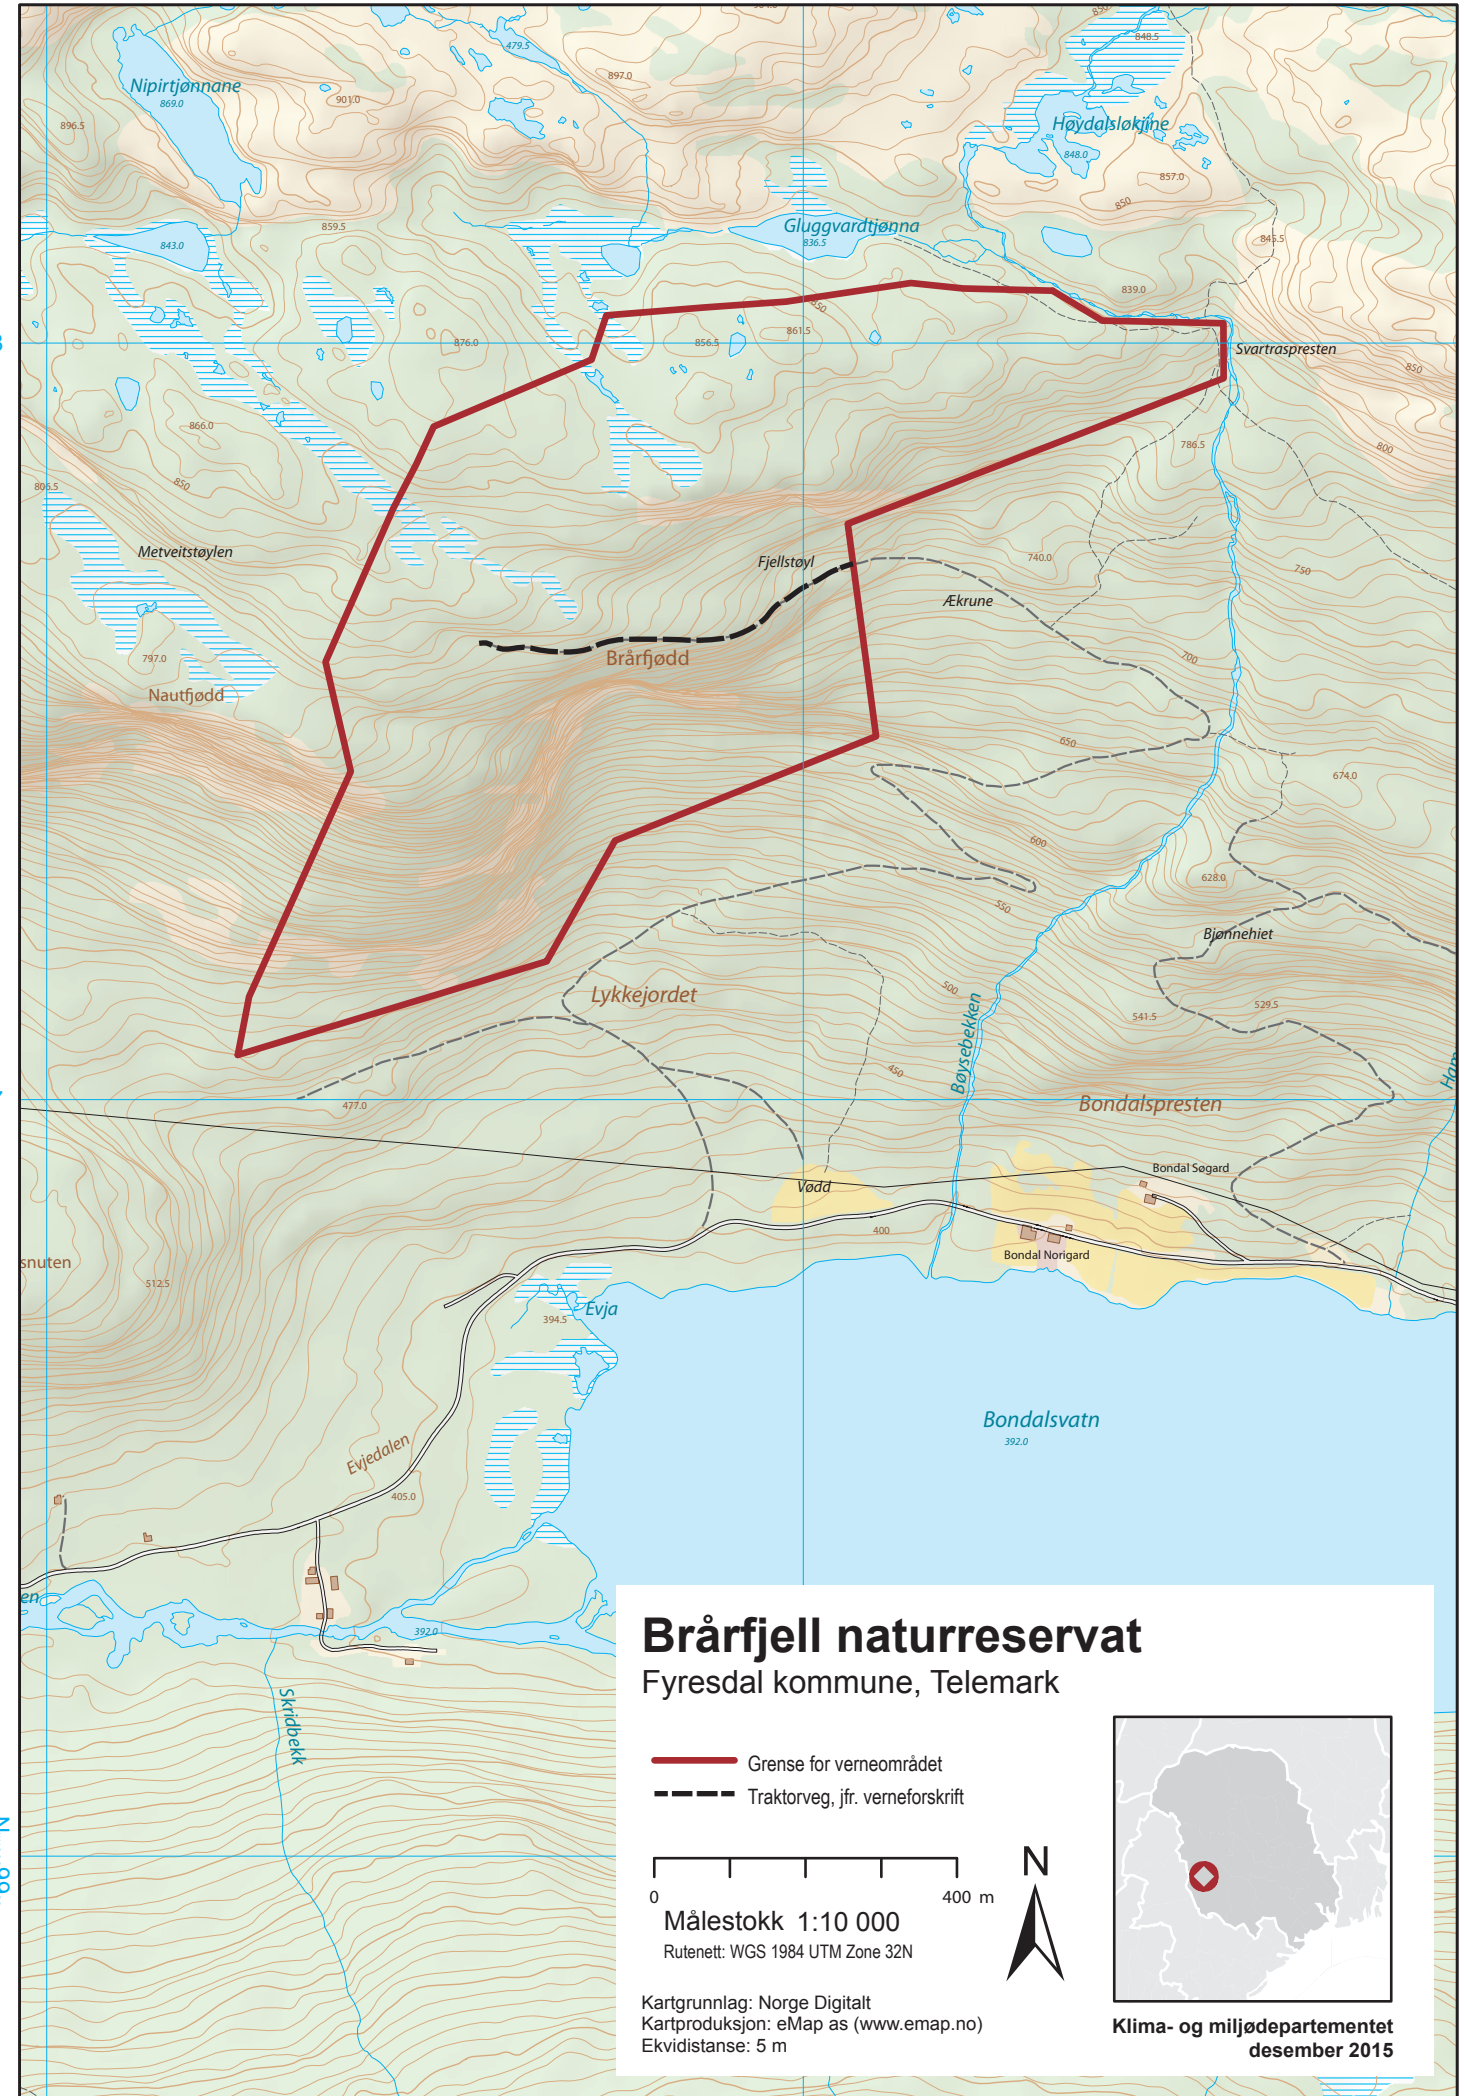 904.0
850
848.5
479.5
897.0
Nipirtjønnane
869.0
901.0
896.5
Høydalsløkjine
848.0
857.0
850
859.5
Gluggvardtjønna
836.5
843.0
845.5
839.0
850
861.5
876.0
856.5
Svartraspresten
850
866.0
786.5
800
806.5
850
Metveitstøylen
Fjellstøyl
740.0
750
Ækrune
797.0
Brårfjødd
700
Nautfjødd
650
674.0
600
628.0
550
Bjønnehiet
Lykkejordet
500
529.5
541.5
Bøysebekken
450
477.0
Bondalspresten
Bondal Søgard
Vødd
400
Bondal Norigard
snuten
512.5
Evja
394.5
Bondalsvatn
392.0
Evjedalen
405.0
en
392.0
Skridbekk
Brårfjell naturreservat
Fyresdal kommune, Telemark
Grense for verneområdet
Traktorveg, jfr. verneforskrift
0 400 m
N
Målestokk 1:10 000
Rutenett: WGS 1984 UTM Zone 32N
Kartgrunnlag: Norge Digitalt
Kartproduksjon: eMap as (www.emap.no)
Ekvidistanse: 5 m
Klima- og miljødepartementet
desember 2015